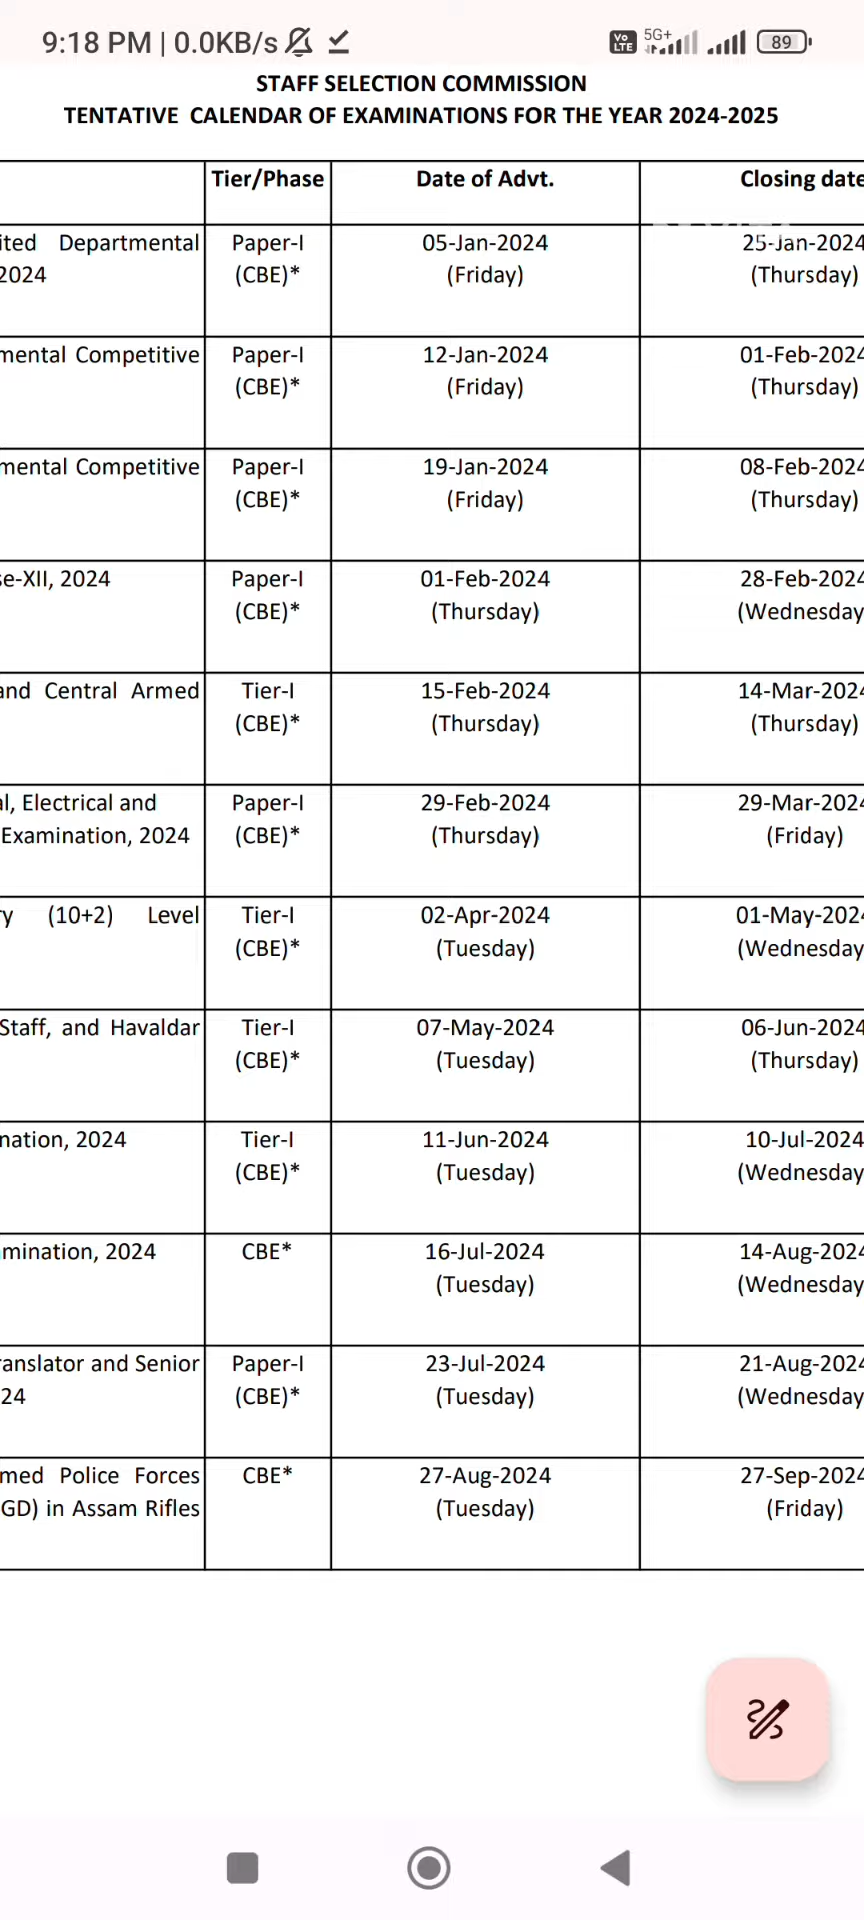 9:18 PM | 0.0KB/s
Vo LTE 5G+ 89
STAFF SELECTION COMMISSION
TENTATIVE CALENDAR OF EXAMINATIONS FOR THE YEAR 2024-2025
Tier/Phase Date of Advt. Closing date
ited Departmental Paper-I 05-Jan-2024 25-Jan-2024
2024 (CBE)* (Friday) (Thursday)
mental Competitive Paper-I 12-Jan-2024 01-Feb-2024
(CBE)* (Friday) (Thursday)
mental Competitive Paper-I 19-Jan-2024 08-Feb-2024
(CBE)* (Friday) (Thursday)
se-XII, 2024 Paper-I 01-Feb-2024 28-Feb-2024
(CBE)* (Thursday) (Wednesday
and Central Armed Tier-I 15-Feb-2024 14-Mar-2024
(CBE)* (Thursday) (Thursday)
al, Electrical and Paper-I 29-Feb-2024 29-Mar-2024
Examination, 2024 (CBE)* (Thursday) (Friday)
ry (10+2) Level Tier-I 02-Apr-2024 01-May-2024
(CBE)* (Tuesday) (Wednesday
Staff, and Havaldar Tier-I 07-May-2024 06-Jun-2024
(CBE)* (Tuesday) (Thursday)
nation, 2024 Tier-I 11-Jun-2024 10-Jul-2024
(CBE)* (Tuesday) (Wednesday
mination, 2024 CBE* 16-Jul-2024 14-Aug-2024
(Tuesday) (Wednesday
ranslator and Senior Paper-I 23-Jul-2024 21-Aug-2024
24 (CBE)* (Tuesday) (Wednesday
med Police Forces CBE* 27-Aug-2024 27-Sep-2024
GD) in Assam Rifles (Tuesday) (Friday)